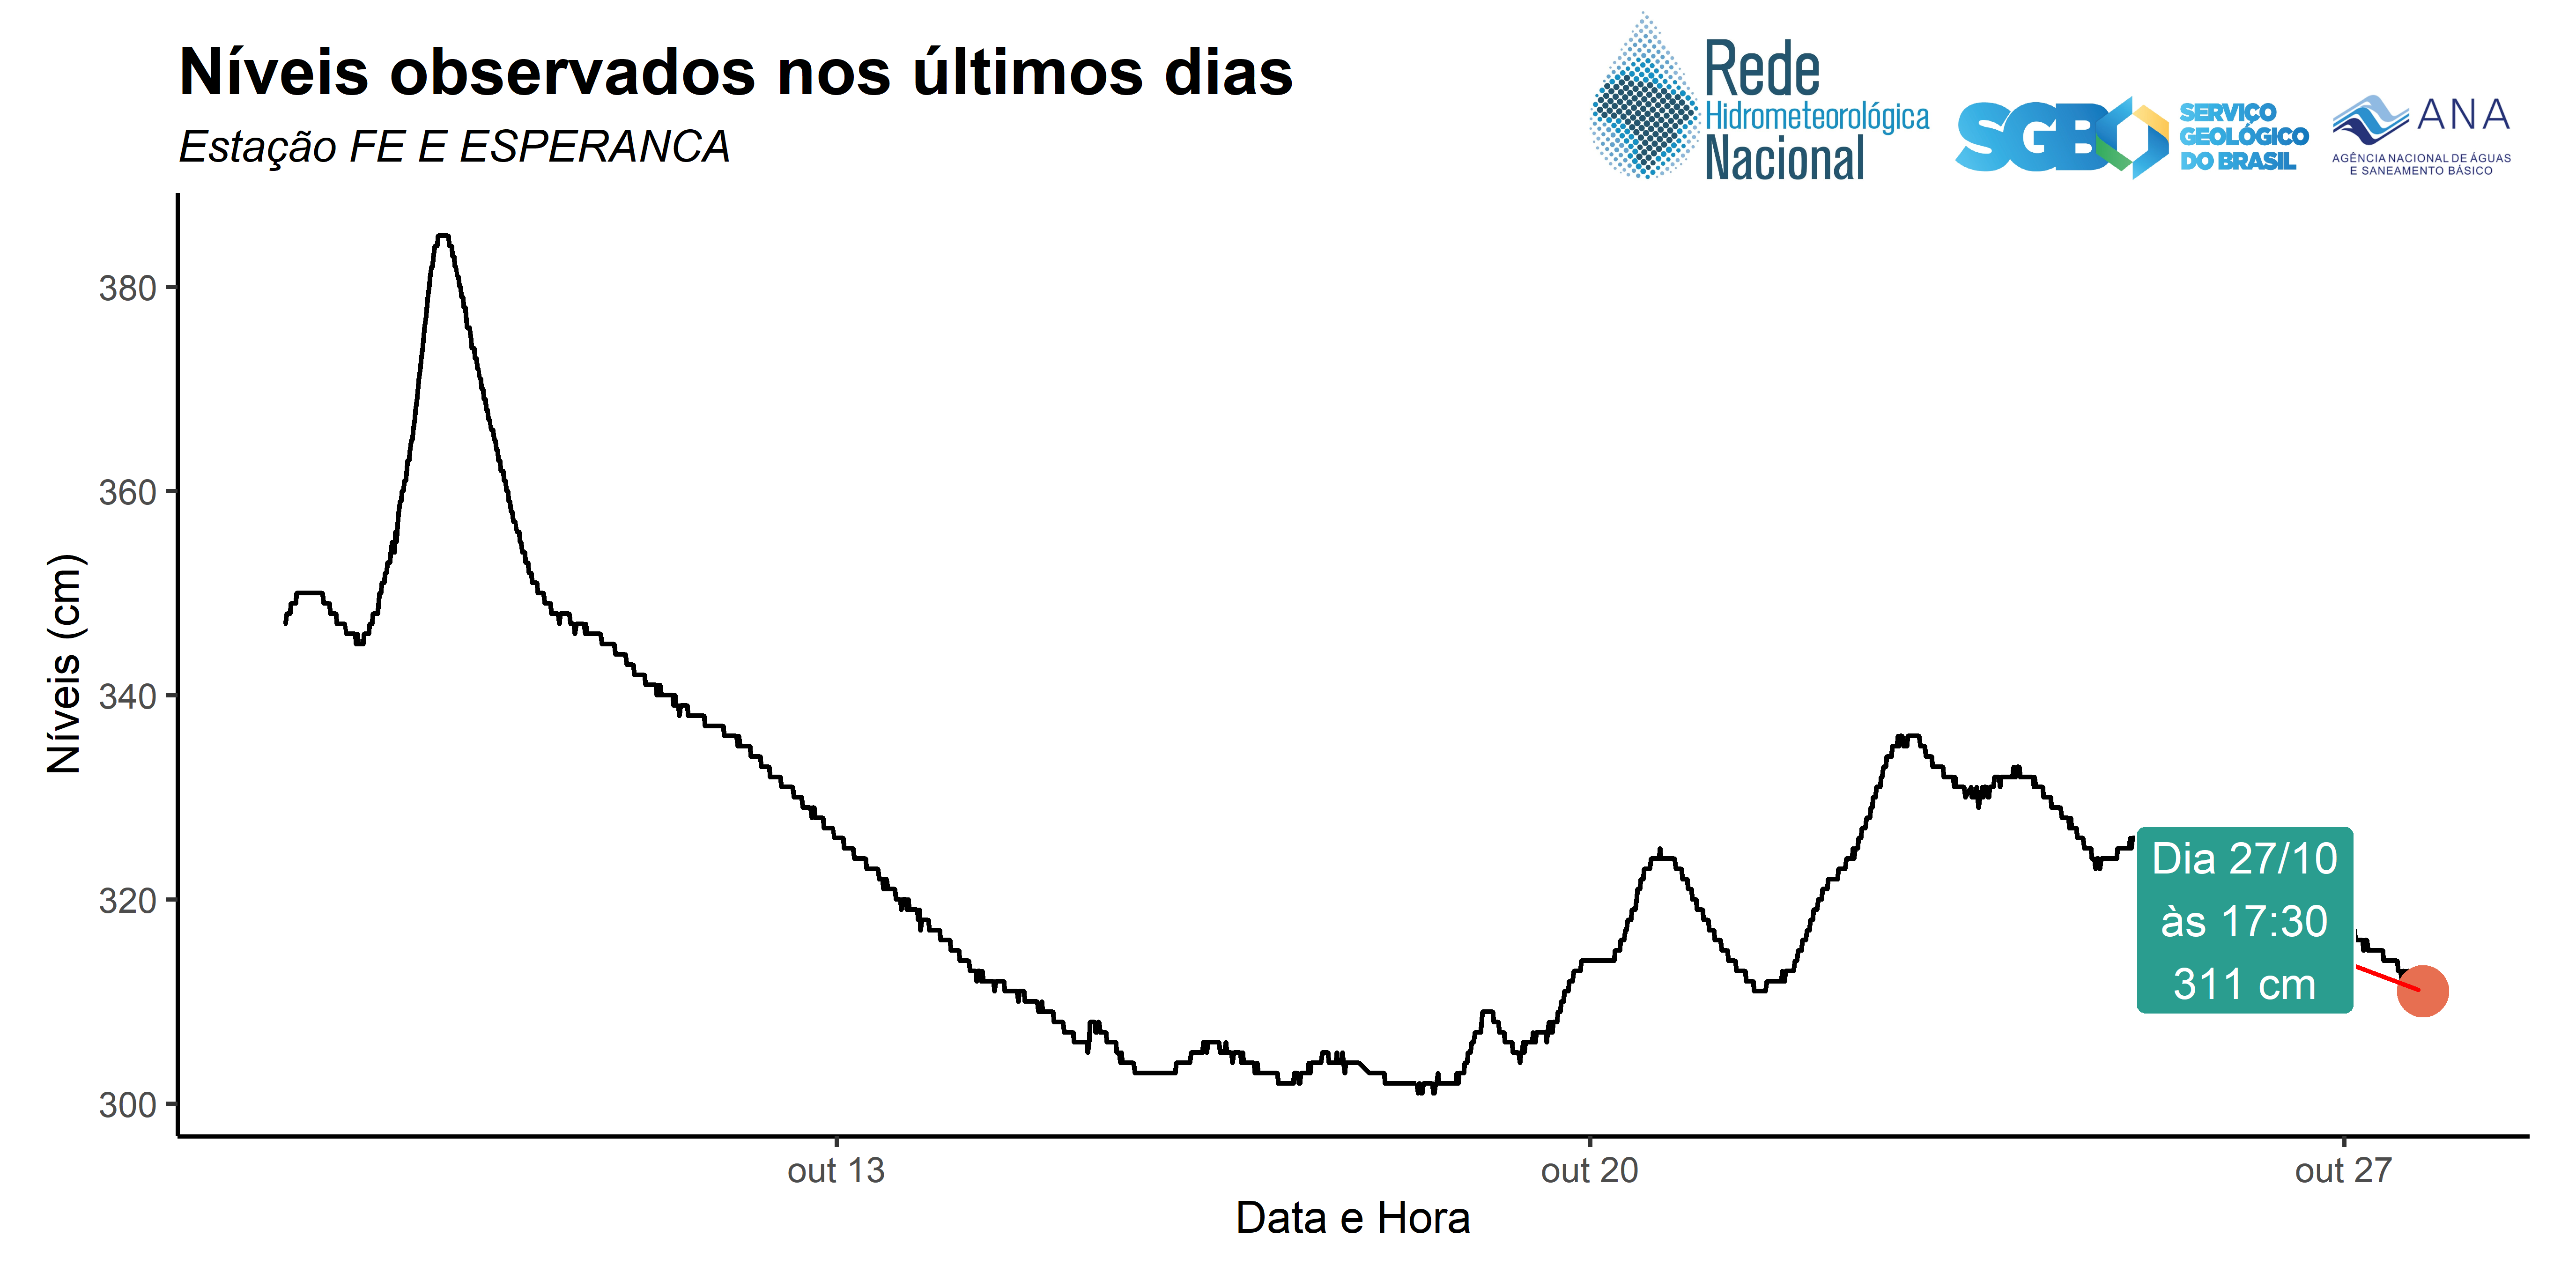 Níveis observados nos últimos dias
Estação FE E ESPERANCA
Rede
Hidrometeorológica
Nacional
SGB
SERVIÇO
GEOLÓGICO
DO BRASIL
ANA
AGÊNCIA NACIONAL DE ÁGUAS
E SANEAMENTO BÁSICO
Níveis (cm)
380
360
340
320
300
Dia 27/10
às 17:30
311 cm
out 13
out 20
out 27
Data e Hora